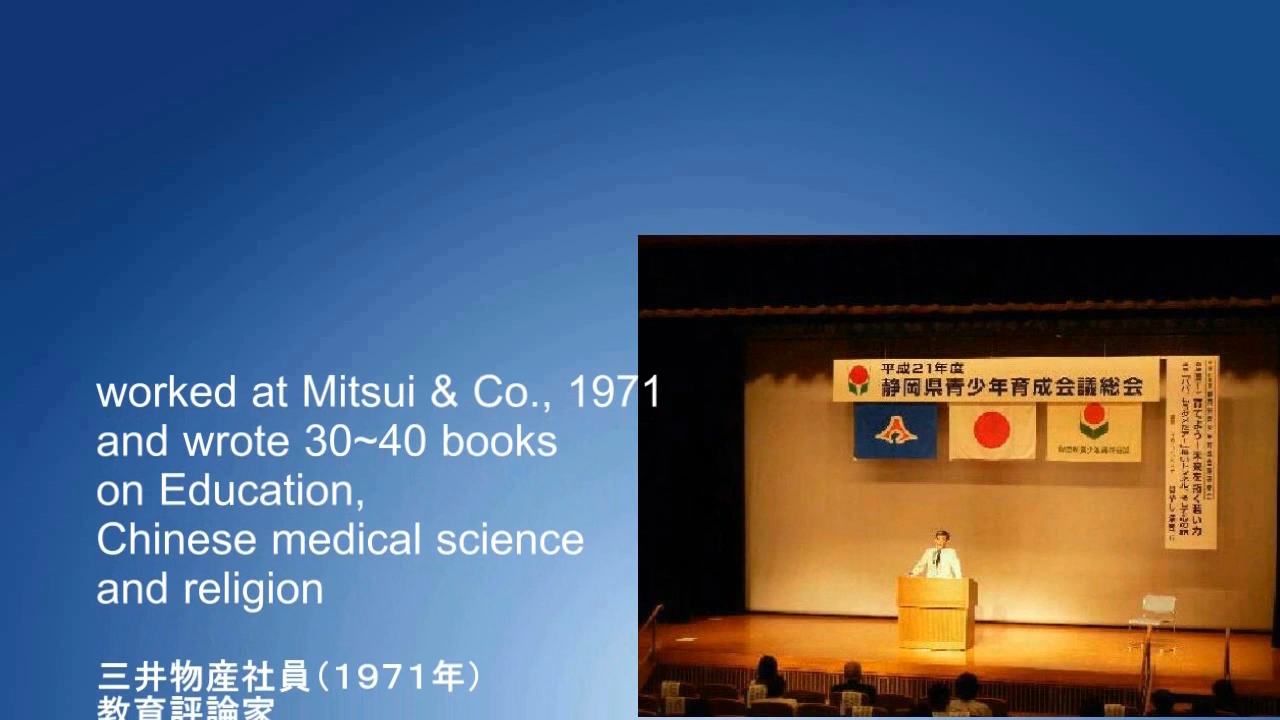 worked at Mitsui & Co., 1971
and wrote 30~40 books
on Education,
Chinese medical science
and religion
三井物産社員（1971年）
教育評論家
平成21年度
静岡県青少年育成会議総会